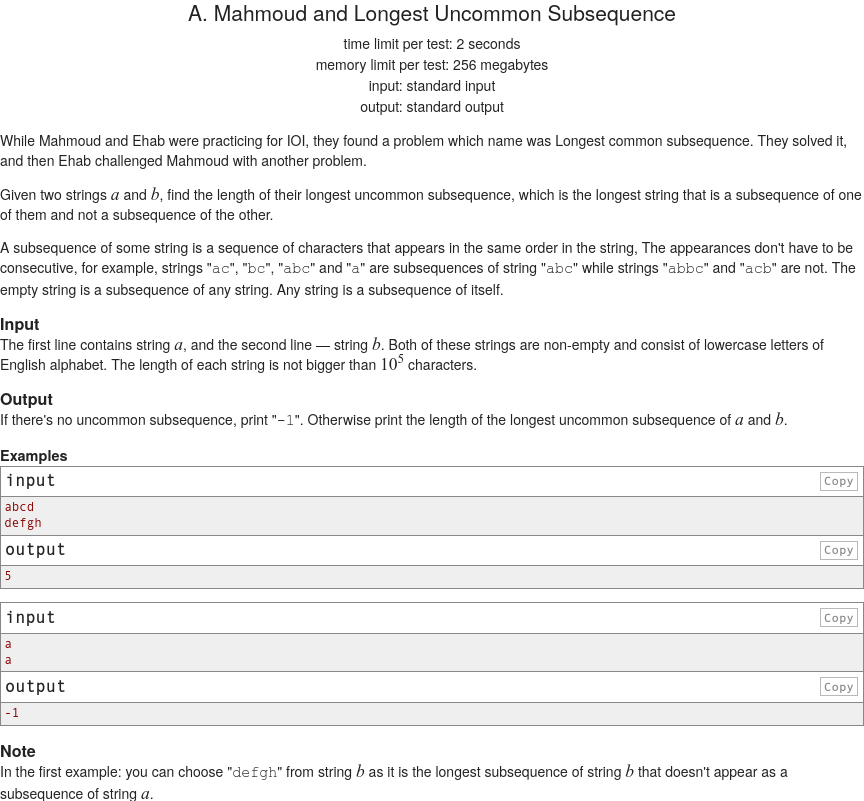 A. Mahmoud and Longest Uncommon Subsequence
time limit per test: 2 seconds
memory limit per test: 256 megabytes
input: standard input
output: standard output
While Mahmoud and Ehab were practicing for IOI, they found a problem which name was Longest common subsequence. They solved it,
and then Ehab challenged Mahmoud with another problem.
Given two strings a and b, find the length of their longest uncommon subsequence, which is the longest string that is a subsequence of one
of them and not a subsequence of the other.
A subsequence of some string is a sequence of characters that appears in the same order in the string, The appearances don't have to be
consecutive, for example, strings "ac", "bc", "abc" and "a" are subsequences of string "abc" while strings "abbc" and "acb" are not. The
empty string is a subsequence of any string. Any string is a subsequence of itself.
Input
The first line contains string a, and the second line — string b. Both of these strings are non-empty and consist of lowercase letters of
English alphabet. The length of each string is not bigger than 10⁵ characters.
Output
If there's no uncommon subsequence, print "-1". Otherwise print the length of the longest uncommon subsequence of a and b.
Examples
input Copy
abcd
defgh
output Copy
5
input Copy
a
a
output Copy
-1
Note
In the first example: you can choose "defgh" from string b as it is the longest subsequence of string b that doesn't appear as a
subsequence of string a.